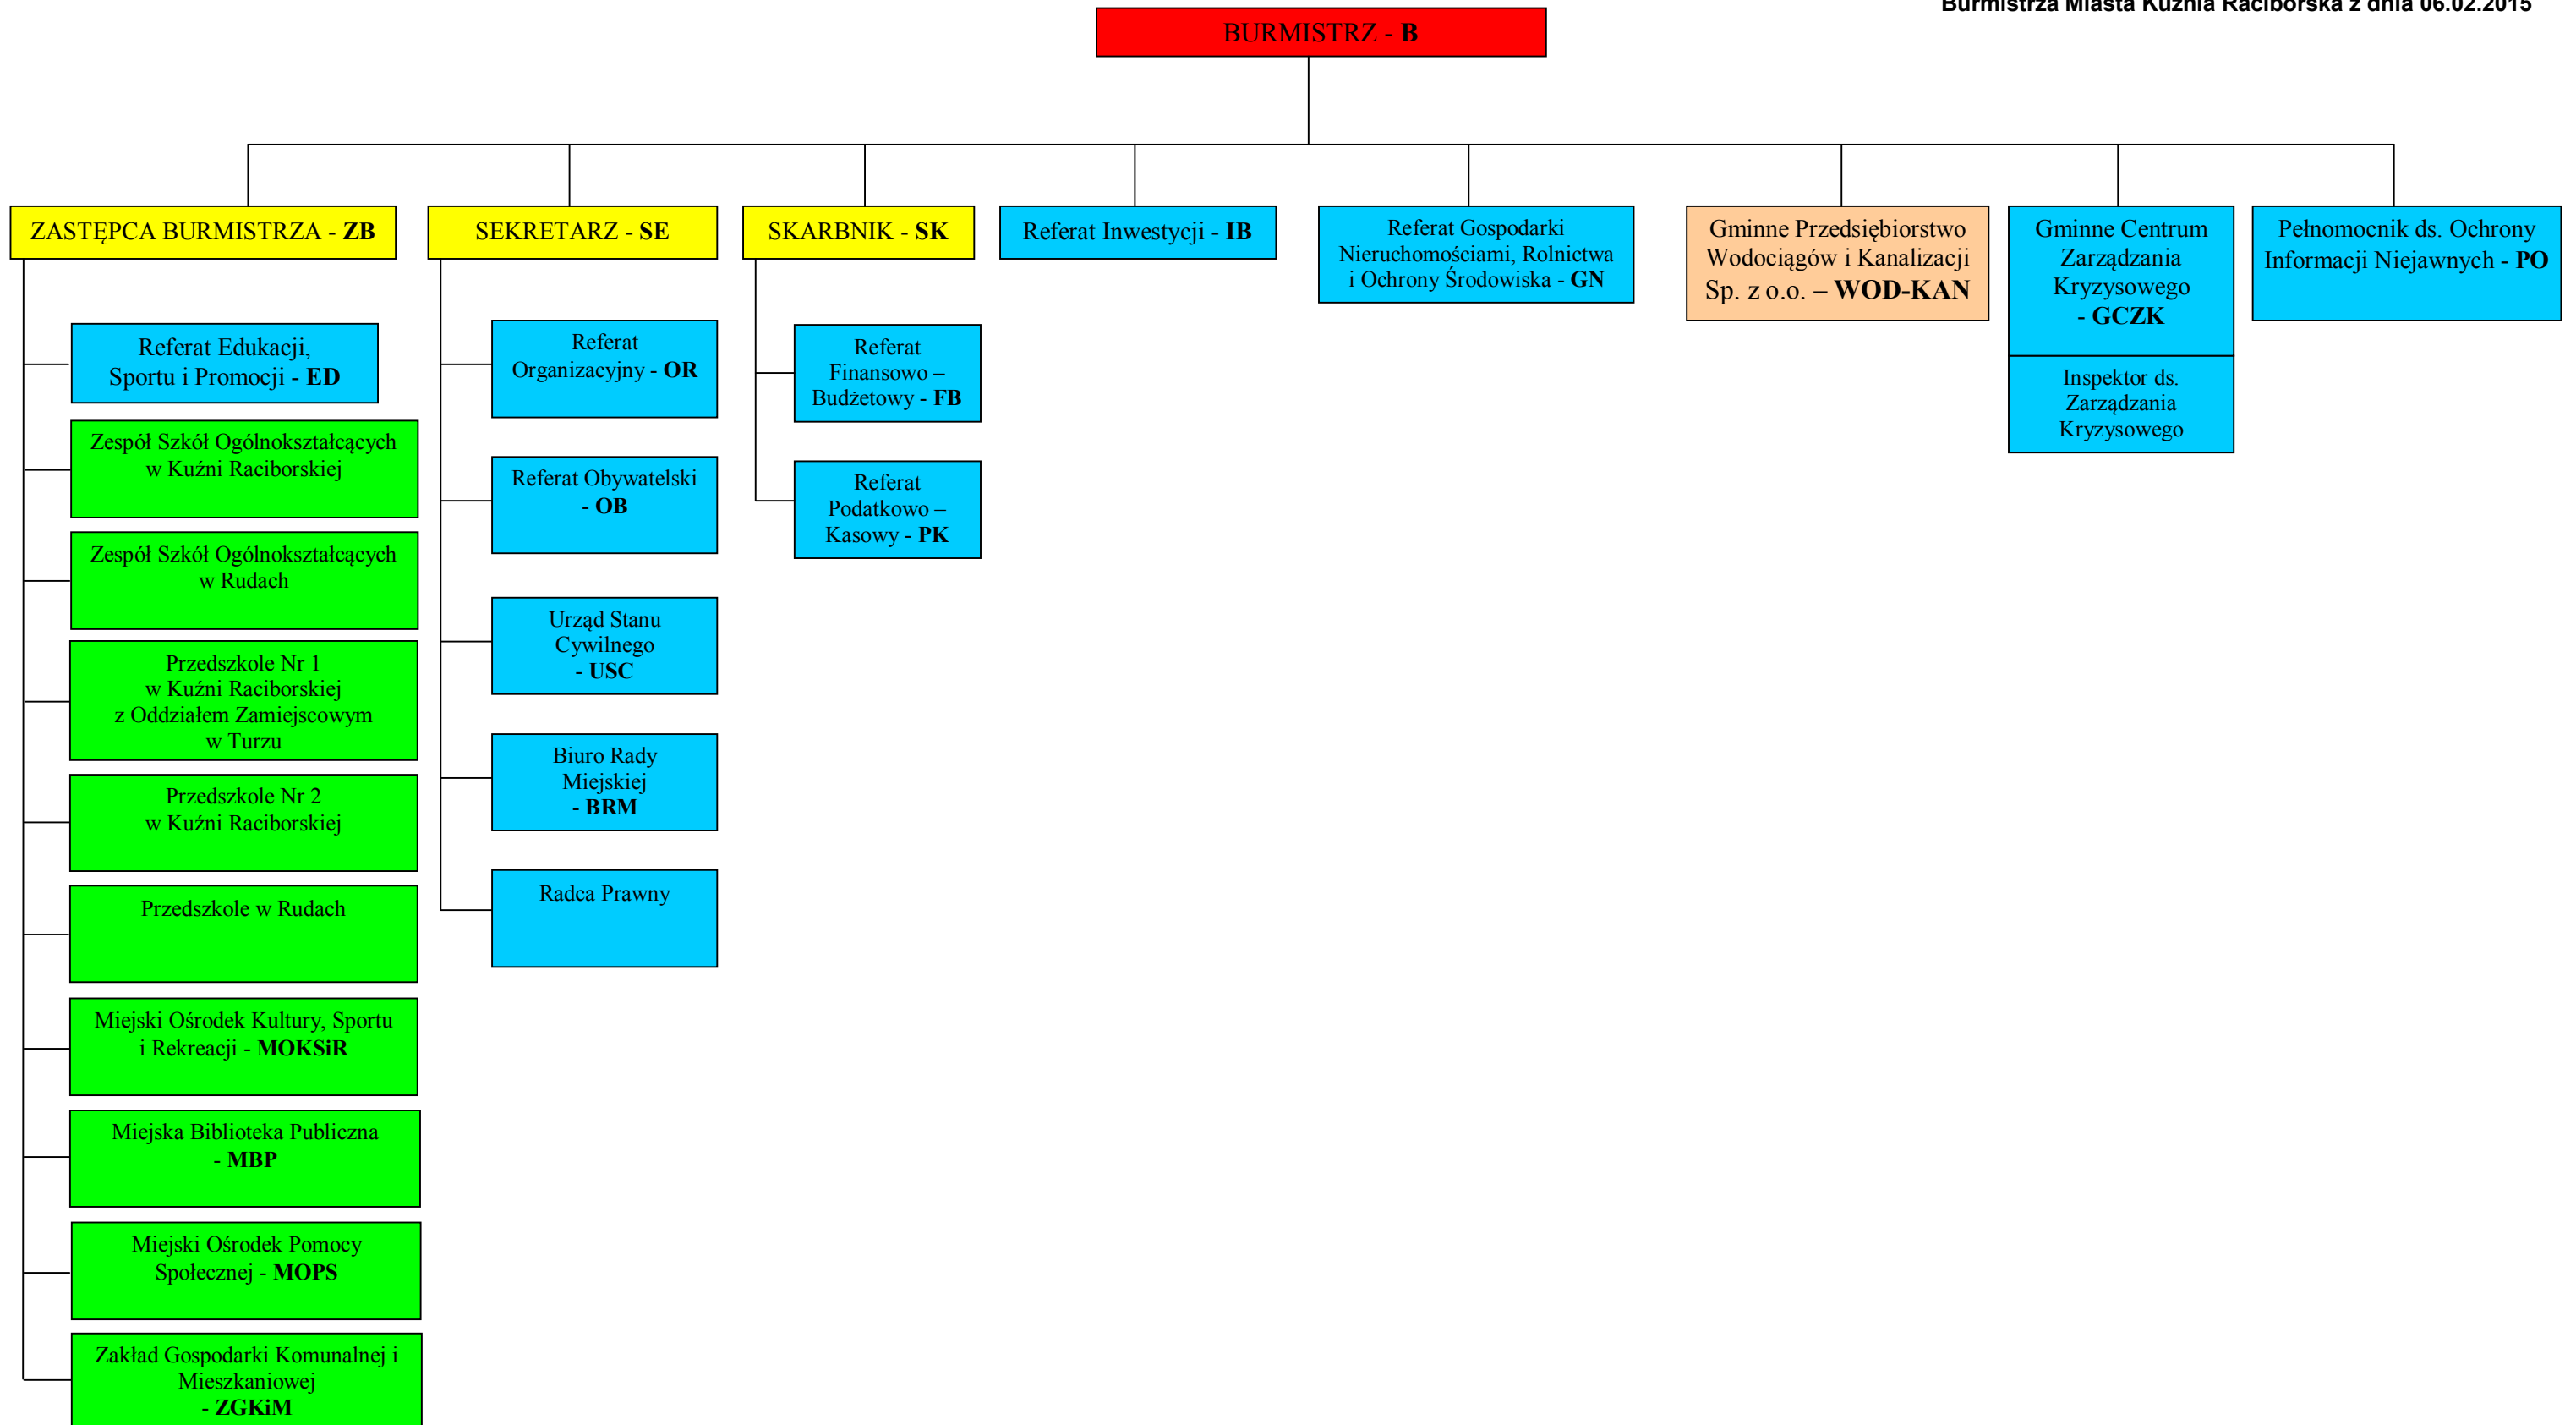 Burmistrza Miasta Kuźnia Raciborska z dnia 06.02.2015
BURMISTRZ - B
ZASTĘPCA BURMISTRZA - ZB
SEKRETARZ - SE
SKARBNIK - SK
Referat Inwestycji - IB
Referat Gospodarki
Nieruchomościami, Rolnictwa
i Ochrony Środowiska - GN
Gminne Przedsiębiorstwo
Wodociągów i Kanalizacji
Sp. z o.o. – WOD-KAN
Gminne Centrum
Zarządzania
Kryzysowego
- GCZK
Inspektor ds.
Zarządzania
Kryzysowego
Pełnomocnik ds. Ochrony
Informacji Niejawnych - PO
Referat Edukacji,
Sportu i Promocji - ED
Zespół Szkół Ogólnokształcących
w Kuźni Raciborskiej
Zespół Szkół Ogólnokształcących
w Rudach
Przedszkole Nr 1
w Kuźni Raciborskiej
z Oddziałem Zamiejscowym
w Turzu
Przedszkole Nr 2
w Kuźni Raciborskiej
Przedszkole w Rudach
Miejski Ośrodek Kultury, Sportu
i Rekreacji - MOKSiR
Miejska Biblioteka Publiczna
- MBP
Miejski Ośrodek Pomocy
Społecznej - MOPS
Zakład Gospodarki Komunalnej i
Mieszkaniowej
- ZGKiM
Referat
Organizacyjny - OR
Referat Obywatelski
- OB
Urząd Stanu
Cywilnego
- USC
Biuro Rady
Miejskiej
- BRM
Radca Prawny
Referat
Finansowo –
Budżetowy - FB
Referat
Podatkowo –
Kasowy - PK